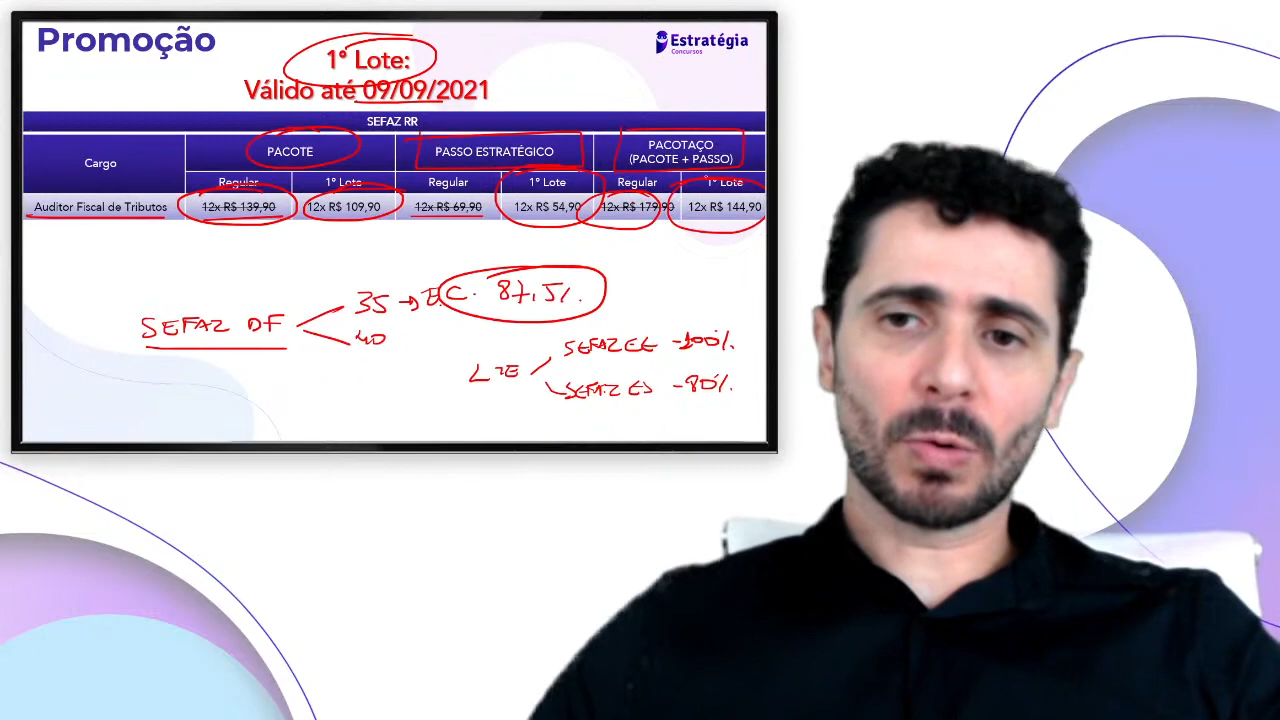 Promoção
Estratégia
Concursos
1º Lote:
Válido até 09/09/2021
SEFAZ RR
Cargo
PACOTE
PASSO ESTRATÉGICO
PACOTAÇO
(PACOTE + PASSO)
Regular 1º Lote Regular 1º Lote Regular 1º Lote
Auditor Fiscal de Tributos 12x R$ 139,90 12x R$ 109,90 12x R$ 69,90 12x R$ 54,90 12x R$ 179,90 12x R$ 144,90
SEFAZ DF
35 → E.C. 87,5%.
40
SEFAZ CE -100%.
SEFAZ ES -80%.